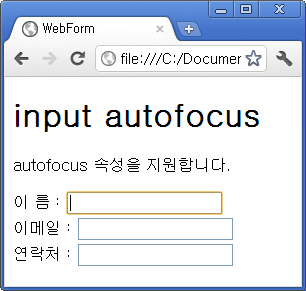 WebForm
file:///C:/Documer
input autofocus
autofocus 속성을 지원합니다.
이 름 :
이메일 :
연락처 :